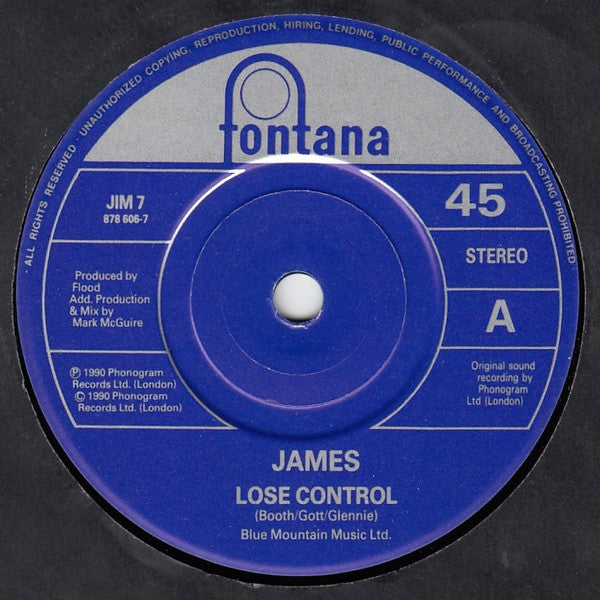 · ALL RIGHTS RESERVED · UNAUTHORIZED COPYING, REPRODUCTION, HIRING, LENDING, PUBLIC PERFORMANCE AND BROADCASTING PROHIBITED ·
fontana
JIM 7
878 606-7
45
STEREO
A
Produced by
Flood
Add. Production
& Mix by
Mark McGuire
Ⓟ 1990 Phonogram
Records Ltd. (London)
© 1990 Phonogram
Records Ltd. (London)
Original sound
recording by
Phonogram
Ltd (London)
JAMES
LOSE CONTROL
(Booth/Gott/Glennie)
Blue Mountain Music Ltd.